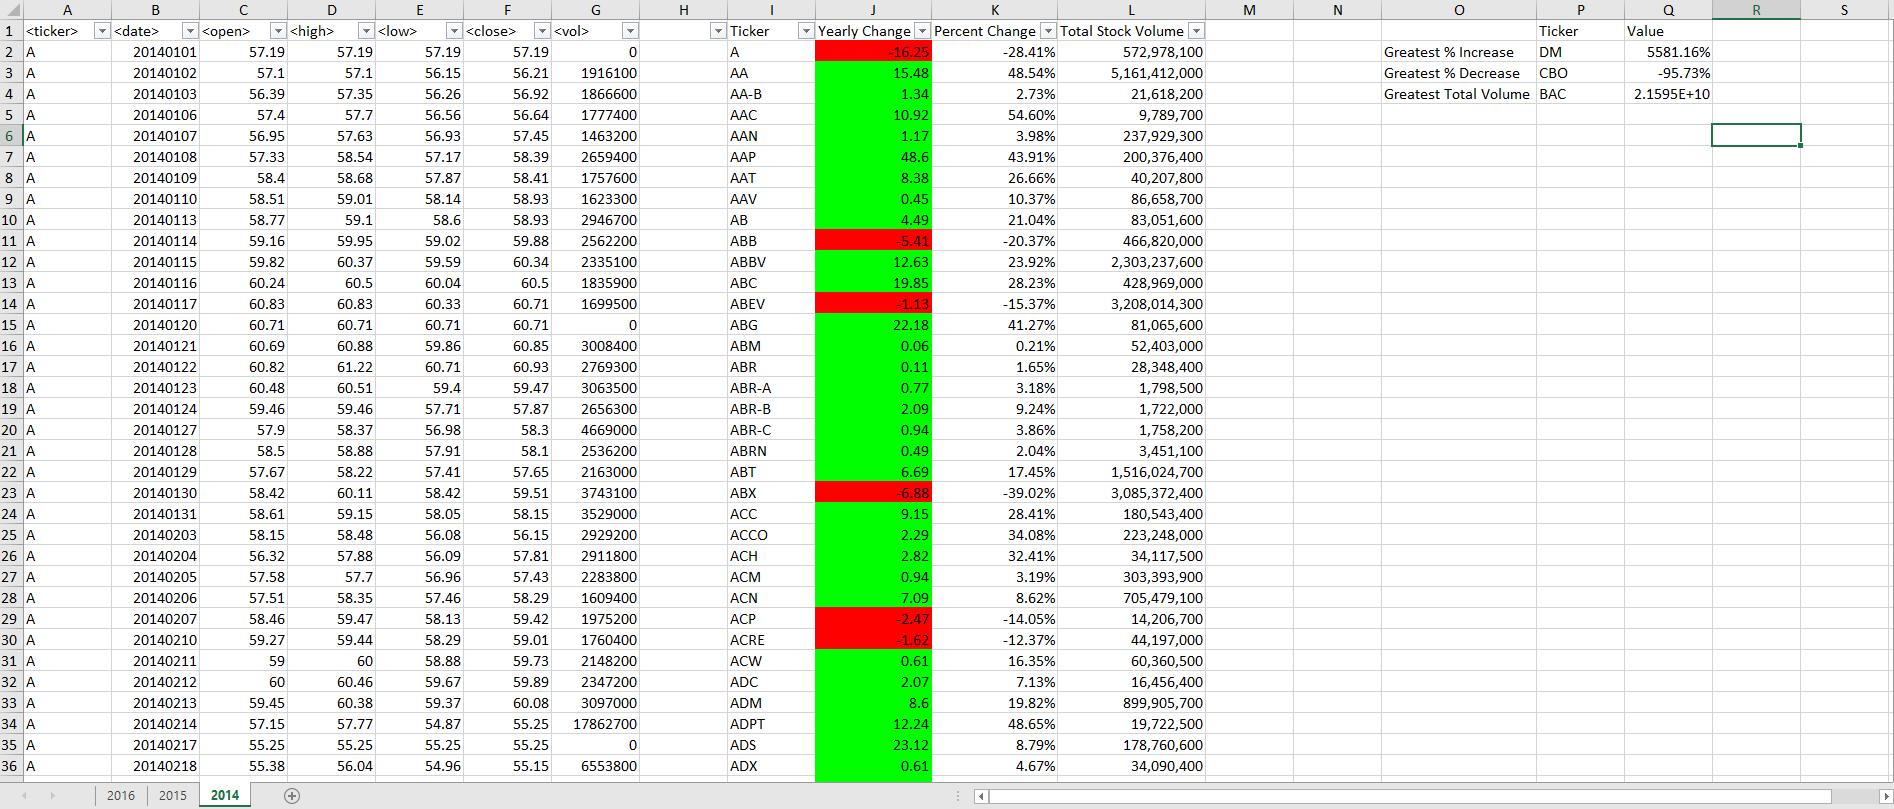 A B C D E F G H I J K L M N O P Q R S
1 <ticker> <date> <open> <high> <low> <close> <vol> Ticker Yearly Change Percent Change Total Stock Volume Ticker Value
2 A 20140101 57.19 57.19 57.19 57.19 0 A -16.25 -28.41% 572,978,100 Greatest % Increase DM 5581.16%
3 A 20140102 57.1 57.1 56.15 56.21 1916100 AA 15.48 48.54% 5,161,412,000 Greatest % Decrease CBO -95.73%
4 A 20140103 56.39 57.35 56.26 56.92 1866600 AA-B 1.34 2.73% 21,618,200 Greatest Total Volume BAC 2.1595E+10
5 A 20140106 57.4 57.7 56.56 56.64 1777400 AAC 10.92 54.60% 9,789,700
6 A 20140107 56.95 57.63 56.93 57.45 1463200 AAN 1.17 3.98% 237,929,300
7 A 20140108 57.33 58.54 57.17 58.39 2659400 AAP 48.6 43.91% 200,376,400
8 A 20140109 58.4 58.68 57.87 58.41 1757600 AAT 8.38 26.66% 40,207,800
9 A 20140110 58.51 59.01 58.14 58.93 1623300 AAV 0.45 10.37% 86,658,700
10 A 20140113 58.77 59.1 58.6 58.93 2946700 AB 4.49 21.04% 83,051,600
11 A 20140114 59.16 59.95 59.02 59.88 2562200 ABB -5.41 -20.37% 466,820,000
12 A 20140115 59.82 60.37 59.59 60.34 2335100 ABBV 12.63 23.92% 2,303,237,600
13 A 20140116 60.24 60.5 60.04 60.5 1835900 ABC 19.85 28.23% 428,969,000
14 A 20140117 60.83 60.83 60.33 60.71 1699500 ABEV -1.13 -15.37% 3,208,014,300
15 A 20140120 60.71 60.71 60.71 60.71 0 ABG 22.18 41.27% 81,065,600
16 A 20140121 60.69 60.88 59.86 60.85 3008400 ABM 0.06 0.21% 52,403,000
17 A 20140122 60.82 61.22 60.71 60.93 2769300 ABR 0.11 1.65% 28,348,400
18 A 20140123 60.48 60.51 59.4 59.47 3063500 ABR-A 0.77 3.18% 1,798,500
19 A 20140124 59.46 59.46 57.71 57.87 2656300 ABR-B 2.09 9.24% 1,722,000
20 A 20140127 57.9 58.37 56.98 58.3 4669000 ABR-C 0.94 3.86% 1,758,200
21 A 20140128 58.5 58.88 57.91 58.1 2536200 ABRN 0.49 2.04% 3,451,100
22 A 20140129 57.67 58.22 57.41 57.65 2163000 ABT 6.69 17.45% 1,516,024,700
23 A 20140130 58.42 60.11 58.42 59.51 3743100 ABX -6.88 -39.02% 3,085,372,400
24 A 20140131 58.61 59.15 58.05 58.15 3529000 ACC 9.15 28.41% 180,543,400
25 A 20140203 58.15 58.48 56.08 56.15 2929200 ACCO 2.29 34.08% 223,248,000
26 A 20140204 56.32 57.88 56.09 57.81 2911800 ACH 2.82 32.41% 34,117,500
27 A 20140205 57.58 57.7 56.96 57.43 2283800 ACM 0.94 3.19% 303,393,900
28 A 20140206 57.51 58.35 57.46 58.29 1609400 ACN 7.09 8.62% 705,479,100
29 A 20140207 58.46 59.47 58.13 59.42 1975200 ACP -2.47 -14.05% 14,206,700
30 A 20140210 59.27 59.44 58.29 59.01 1760400 ACRE -1.62 -12.37% 44,197,000
31 A 20140211 59 60 58.88 59.73 2148200 ACW 0.61 16.35% 60,360,500
32 A 20140212 60 60.46 59.67 59.89 2347200 ADC 2.07 7.13% 16,456,400
33 A 20140213 59.45 60.38 59.37 60.08 3097000 ADM 8.6 19.82% 899,905,700
34 A 20140214 57.15 57.77 54.87 55.25 17862700 ADPT 12.24 48.65% 19,722,500
35 A 20140217 55.25 55.25 55.25 55.25 0 ADS 23.12 8.79% 178,760,600
36 A 20140218 55.38 56.04 54.96 55.15 6553800 ADX 0.61 4.67% 34,090,400
2016 2015 2014